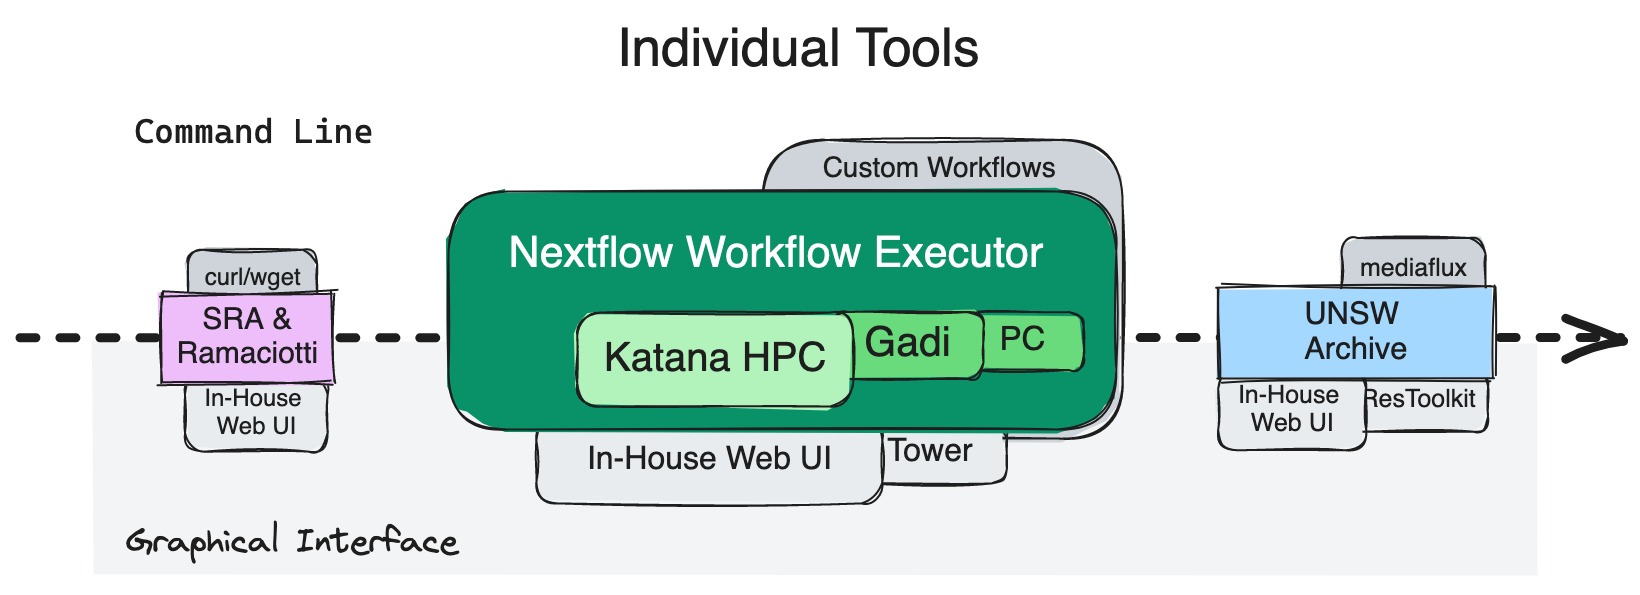 Individual Tools
Command Line
Custom Workflows
curl/wget
SRA &
Ramaciotti
In-House
Web UI
Nextflow Workflow Executor
Katana HPC
Gadi
PC
In-House Web UI
Tower
mediaflux
UNSW
Archive
In-House
Web UI
ResToolkit
Graphical Interface